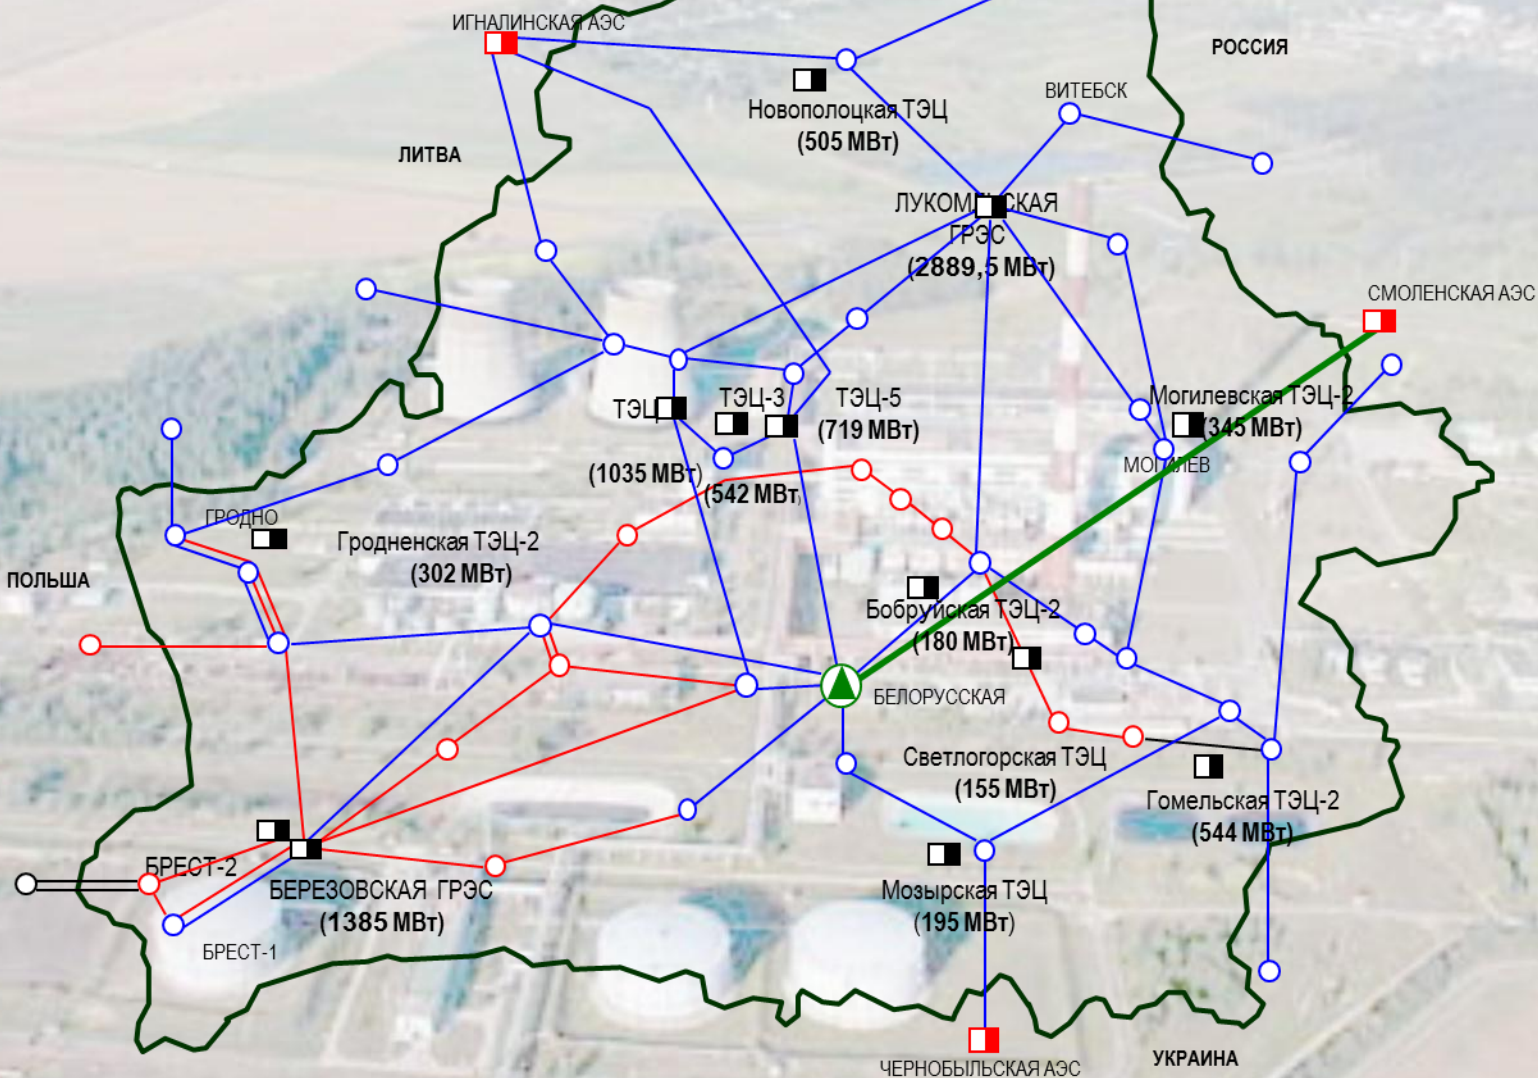 ИГНАЛИНСКАЯ АЭС
РОССИЯ
ВИТЕБСК
Новополоцкая ТЭЦ
(505 МВт)
ЛИТВА
ГРЭС
(2889,5 МВт)
СМОЛЕНСКАЯ АЭС
ТЭЦ
ТЭЦ-3
ТЭЦ-5
(719 МВт)
Могилевская ТЭЦ-2
(345 МВт)
МОГИЛЕВ
(1035 МВт)
(542 МВт)
ГРОДНО
Гродненская ТЭЦ-2
(302 МВт)
ПОЛЬША
Бобруйская ТЭЦ-2
(180 МВт)
БЕЛОРУССКАЯ
Светлогорская ТЭЦ
(155 МВт)
Гомельская ТЭЦ-2
(544 МВт)
БРЕСТ-2
БЕРЕЗОВСКАЯ ГРЭС
(1385 МВт)
БРЕСТ-1
Мозырская ТЭЦ
(195 МВт)
ЧЕРНОБЫЛЬСКАЯ АЭС
УКРАИНА